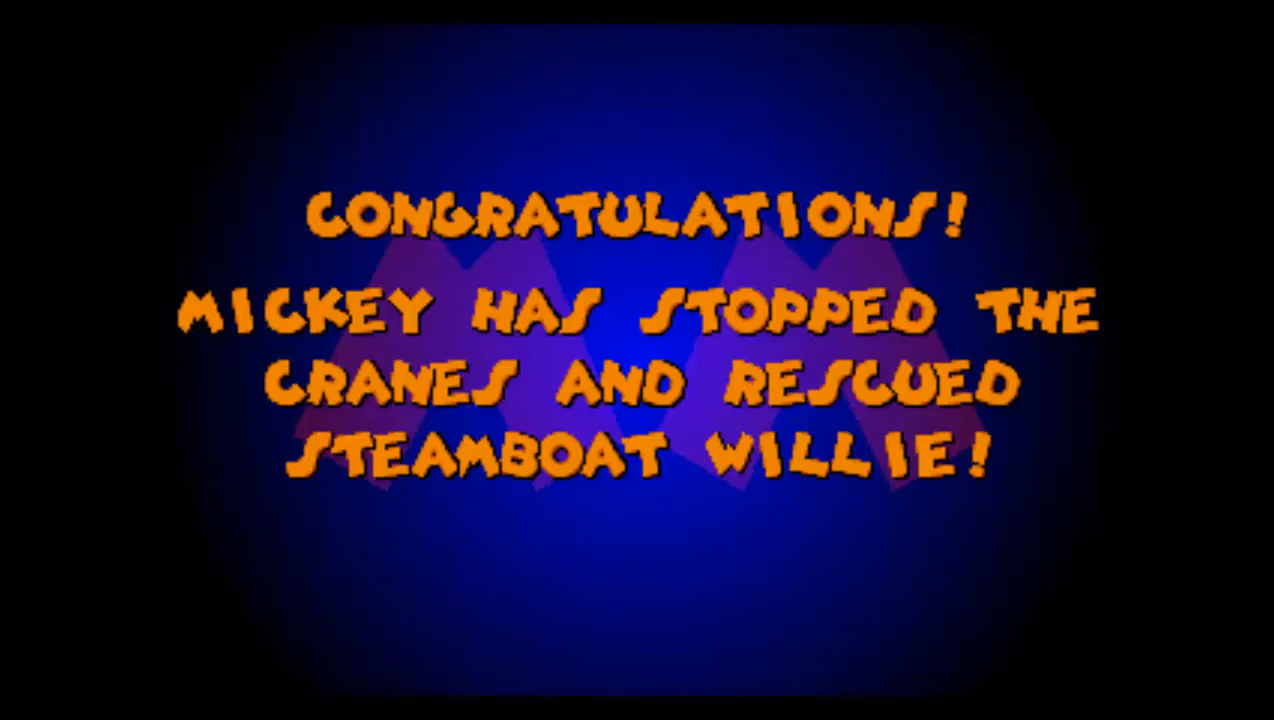 CONGRATULATIONS!
MICKEY HAS STOPPED THE
CRANES AND RESCUED
STEAMBOAT WILLIE!